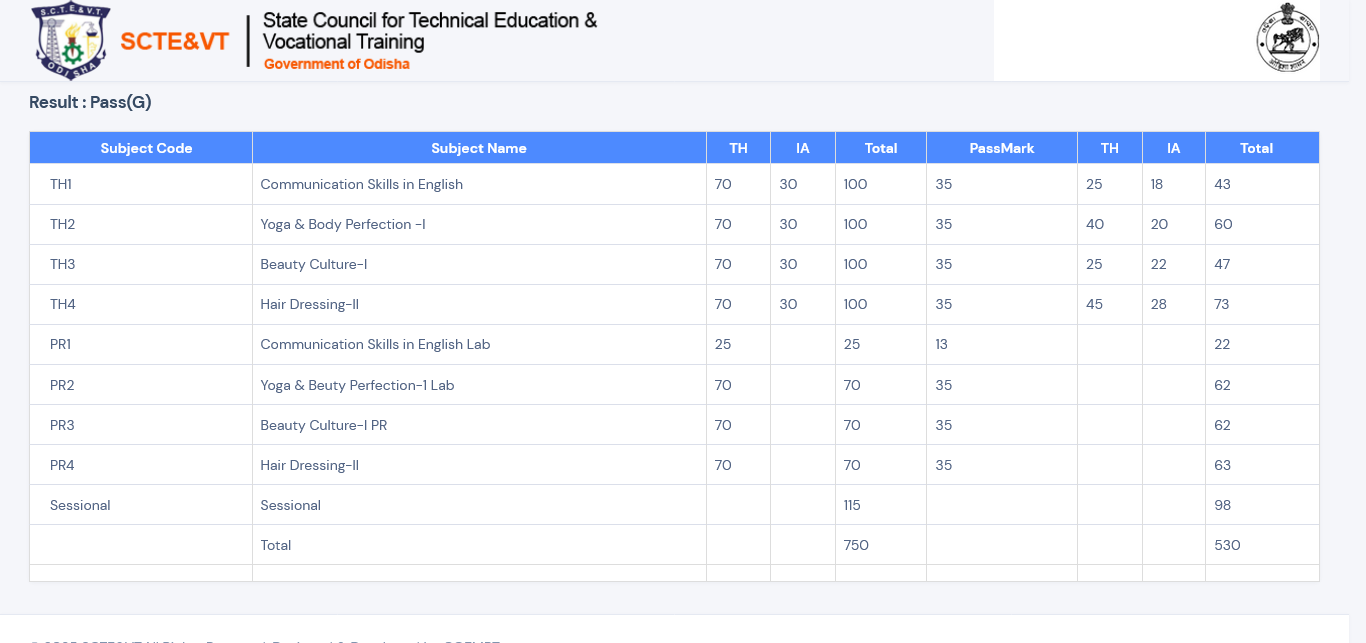 S.C.T.E.&V.T.
ODISHA
SCTE&VT
State Council for Technical Education &
Vocational Training
Government of Odisha
Result : Pass(G)
Subject Code Subject Name TH IA Total PassMark TH IA Total
TH1 Communication Skills in English 70 30 100 35 25 18 43
TH2 Yoga & Body Perfection -I 70 30 100 35 40 20 60
TH3 Beauty Culture-I 70 30 100 35 25 22 47
TH4 Hair Dressing-II 70 30 100 35 45 28 73
PR1 Communication Skills in English Lab 25 25 13 22
PR2 Yoga & Beuty Perfection-1 Lab 70 70 35 62
PR3 Beauty Culture-I PR 70 70 35 62
PR4 Hair Dressing-II 70 70 35 63
Sessional Sessional 115 98
Total 750 530